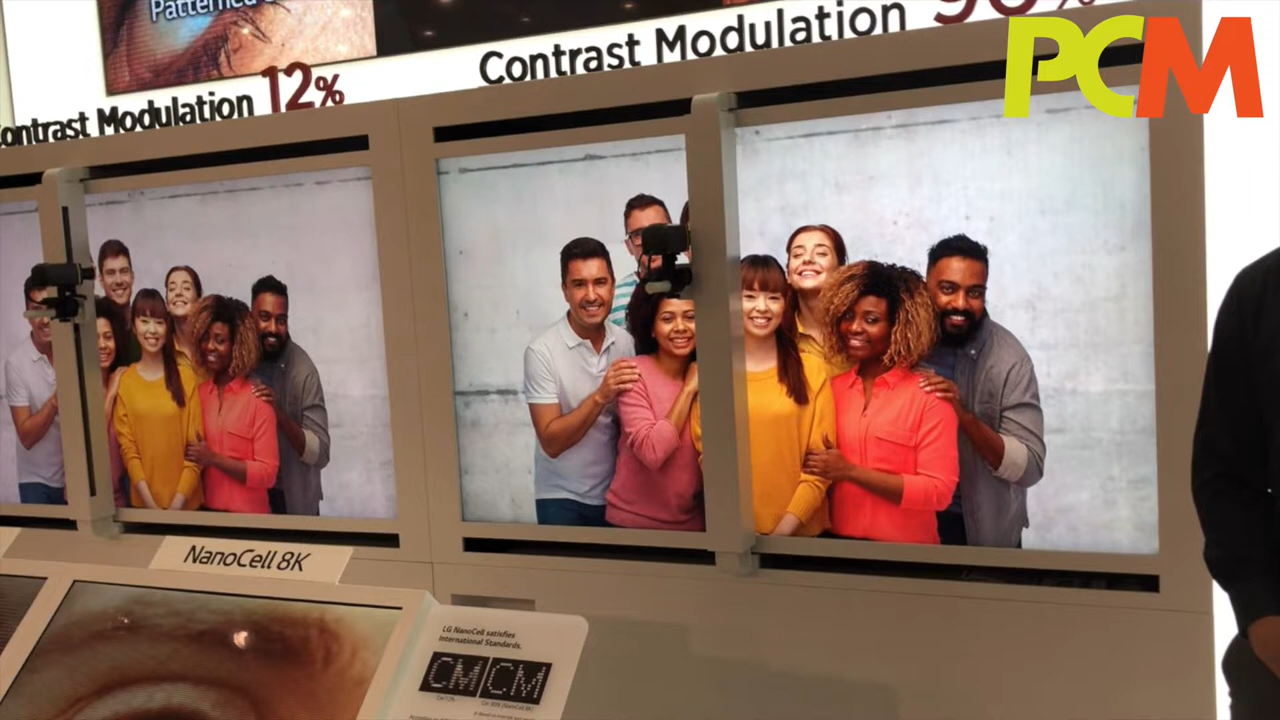 Patterned
PCM
Contrast Modulation 90%
Contrast Modulation 12%
NanoCell 8K
LG NanoCell satisfies
International Standards.
CM CM